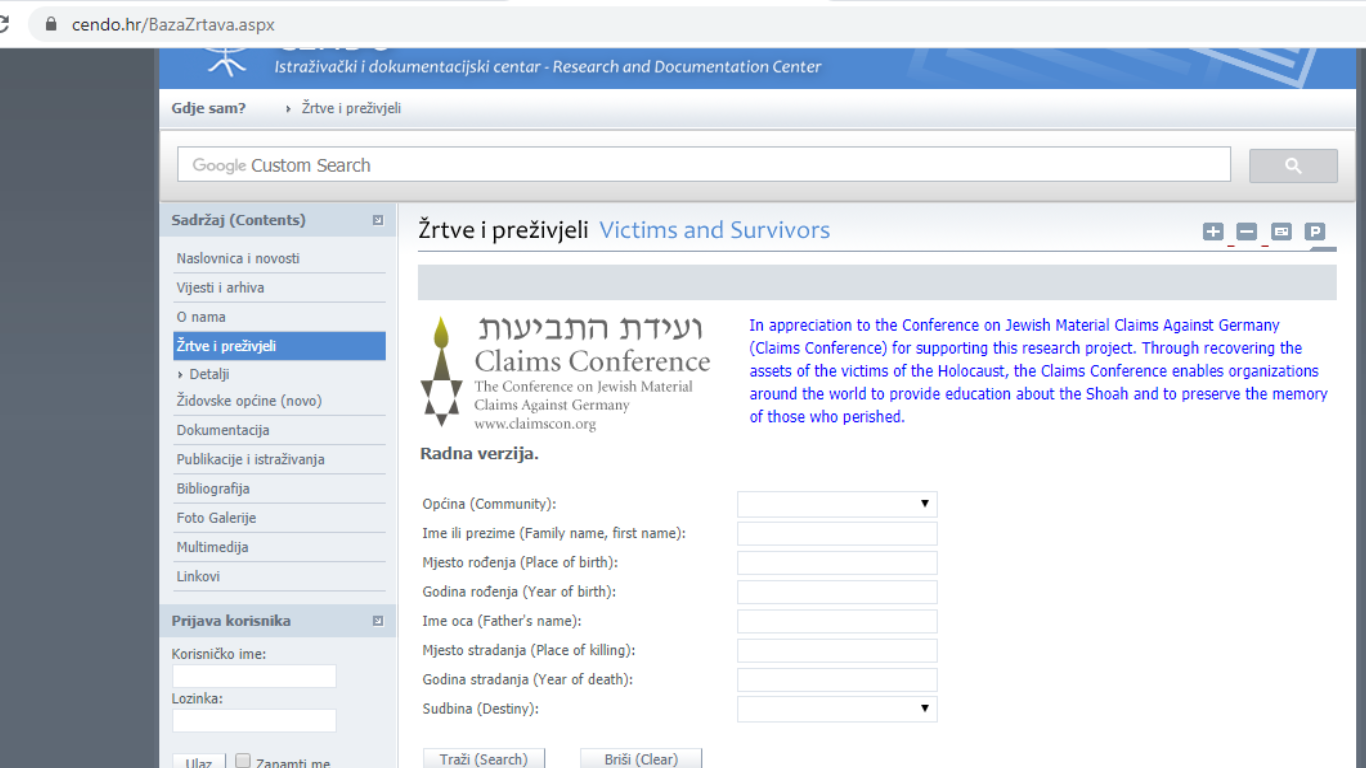 cendo.hr/BazaZrtava.aspx
Istraživački i dokumentacijski centar - Research and Documentation Center
Gdje sam?
Žrtve i preživjeli
Google Custom Search
Sadržaj (Contents)
Naslovnica i novosti
Vijesti i arhiva
O nama
Žrtve i preživjeli
Detalji
Židovske općine (novo)
Dokumentacija
Publikacije i istraživanja
Bibliografija
Foto Galerije
Multimedija
Linkovi
Prijava korisnika
Korisničko ime:
Lozinka:
Ulaz
Zapamti me
Žrtve i preživjeli Victims and Survivors
P
ועידת התביעות
Claims Conference
The Conference on Jewish Material
Claims Against Germany
www.claimscon.org
In appreciation to the Conference on Jewish Material Claims Against Germany
(Claims Conference) for supporting this research project. Through recovering the
assets of the victims of the Holocaust, the Claims Conference enables organizations
around the world to provide education about the Shoah and to preserve the memory
of those who perished.
Radna verzija.
Općina (Community):
Ime ili prezime (Family name, first name):
Mjesto rođenja (Place of birth):
Godina rođenja (Year of birth):
Ime oca (Father's name):
Mjesto stradanja (Place of killing):
Godina stradanja (Year of death):
Sudbina (Destiny):
Traži (Search)
Briši (Clear)